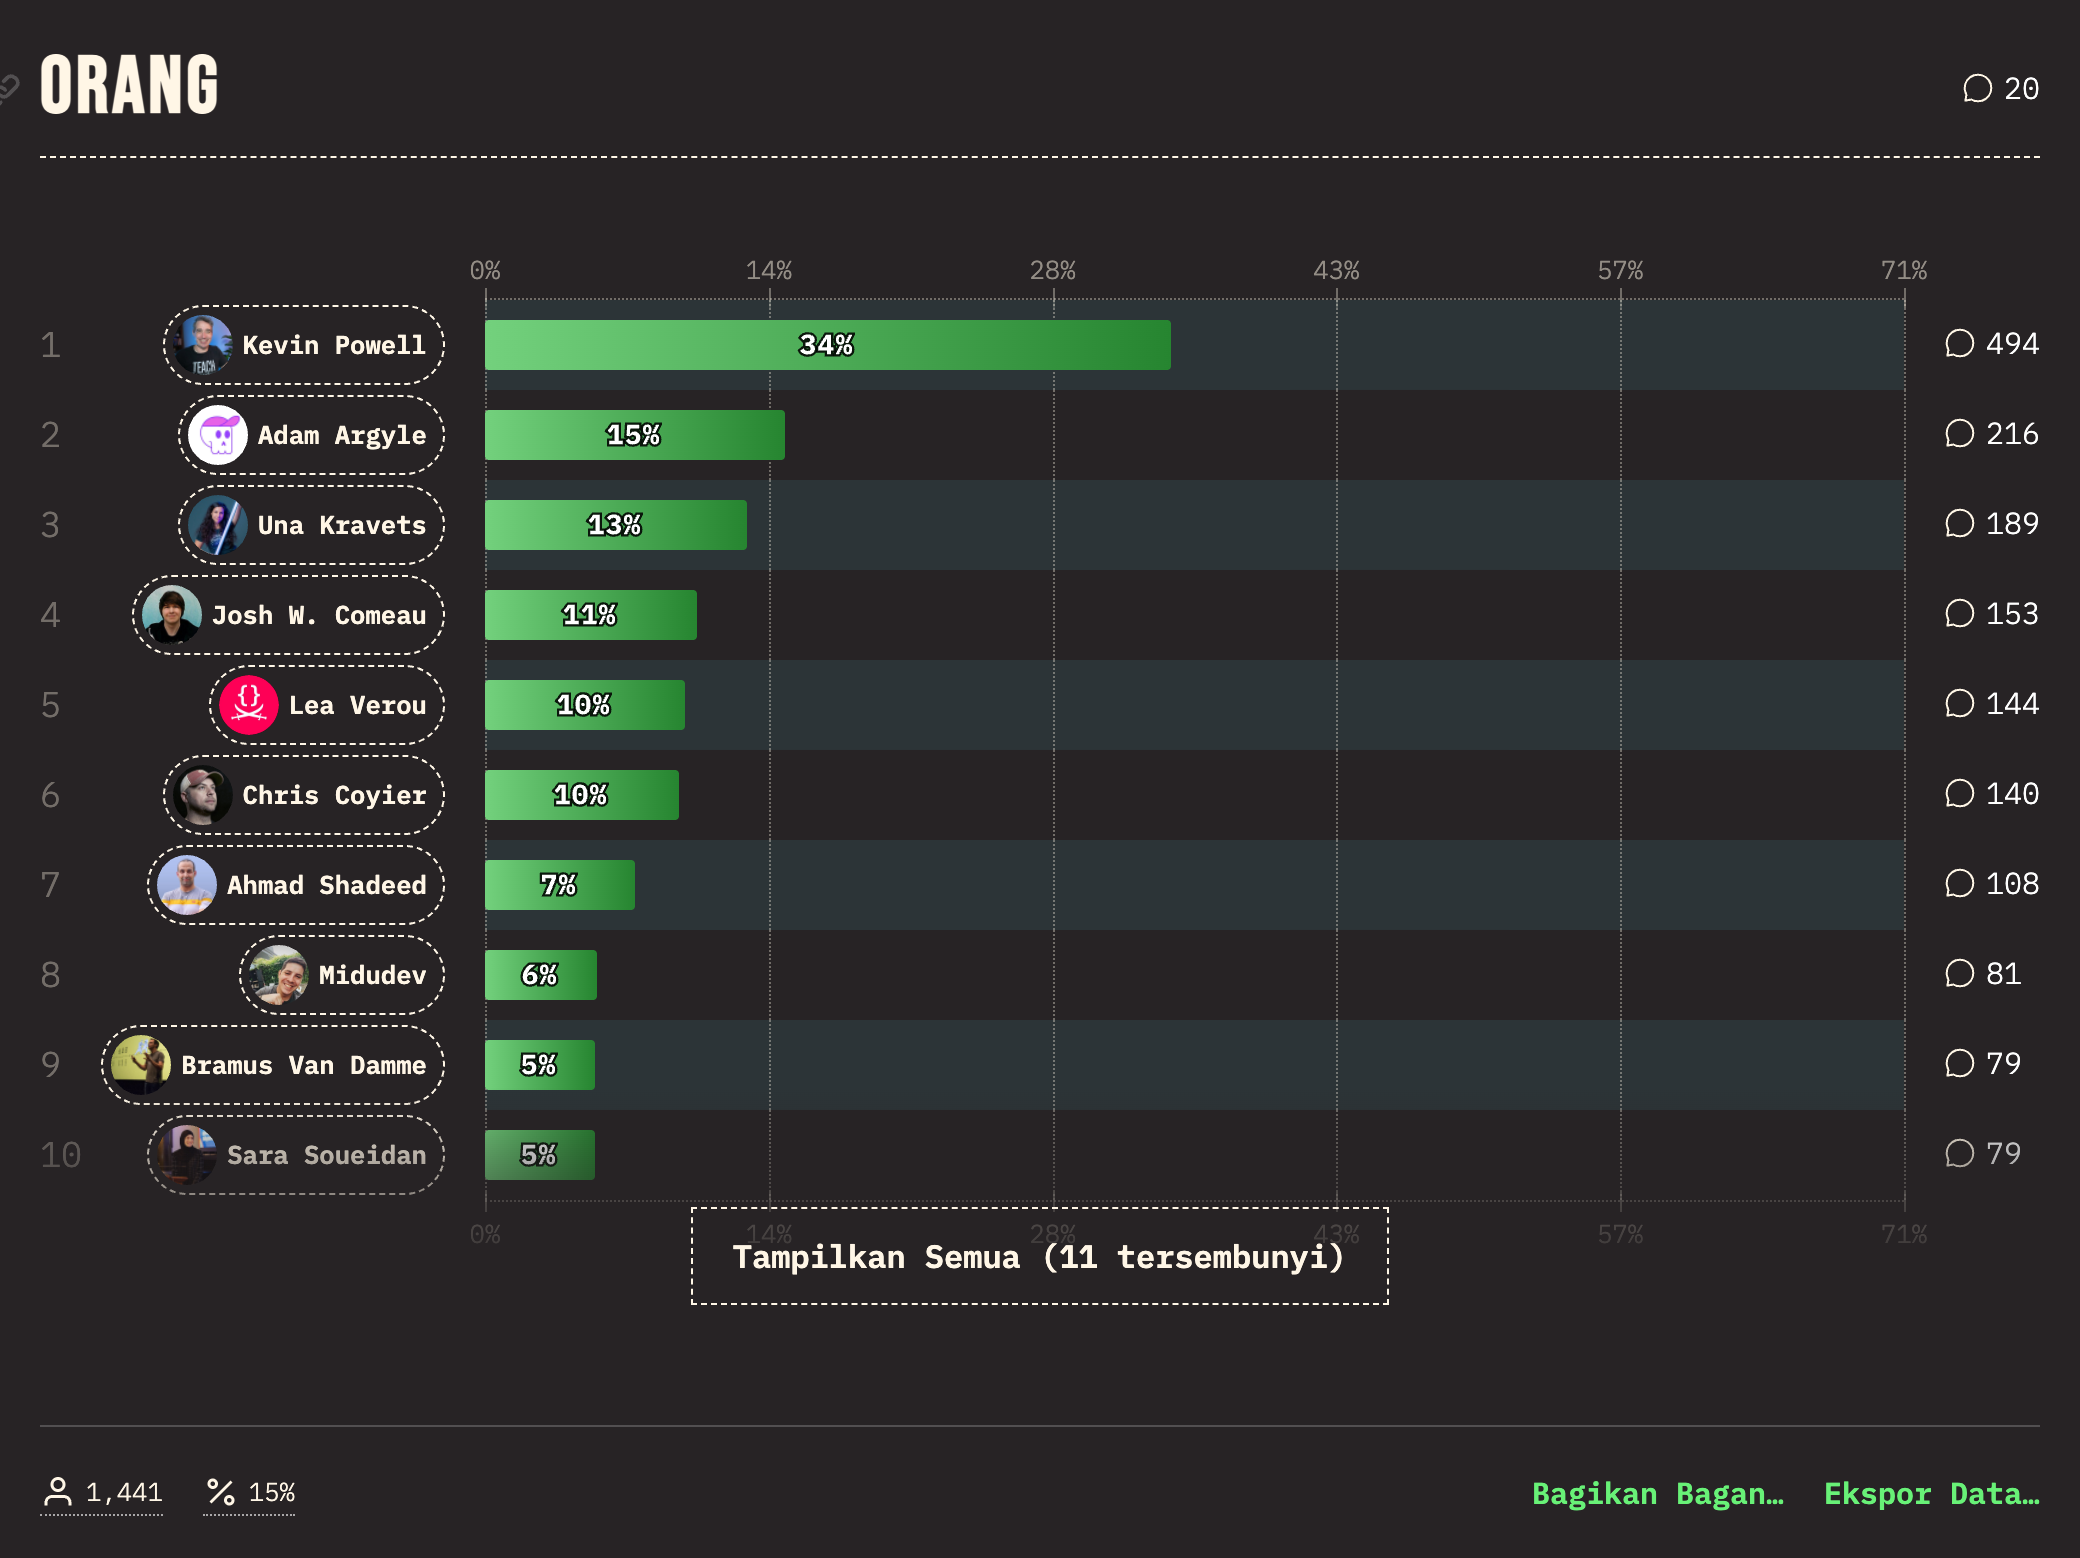 ORANG
20
0% 14% 28% 43% 57% 71%
1 Kevin Powell 34% 494
2 Adam Argyle 15% 216
3 Una Kravets 13% 189
4 Josh W. Comeau 11% 153
5 Lea Verou 10% 144
6 Chris Coyier 10% 140
7 Ahmad Shadeed 7% 108
8 Midudev 6% 81
9 Bramus Van Damme 5% 79
10 Sara Soueidan 5% 79
0% 14% 28% 43% 57% 71%
Tampilkan Semua (11 tersembunyi)
1,441 % 15% Bagikan Bagan… Ekspor Data…